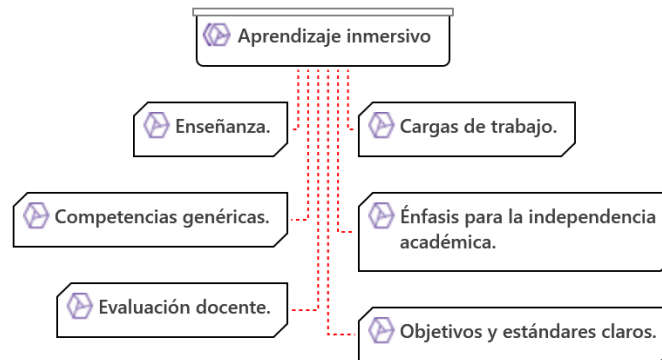 Aprendizaje inmersivo
Enseñanza.
Cargas de trabajo.
Competencias genéricas.
Énfasis para la independencia
académica.
Evaluación docente.
Objetivos y estándares claros.